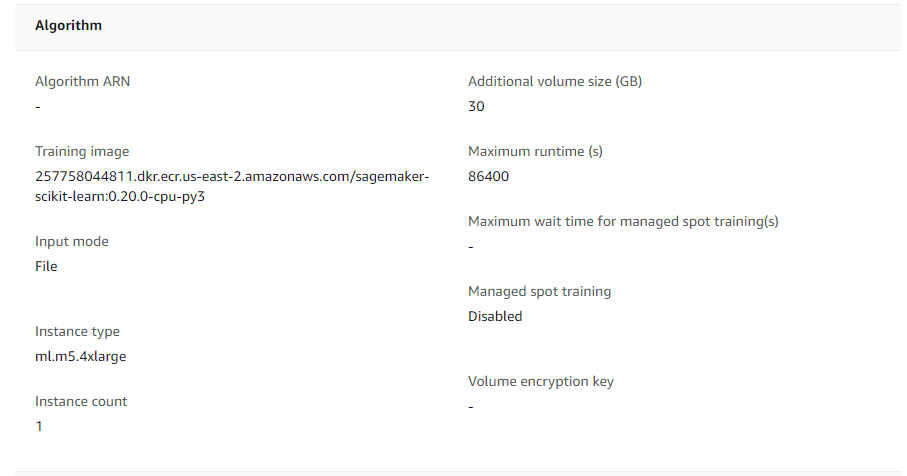 Algorithm
Algorithm ARN
-
Training image
257758044811.dkr.ecr.us-east-2.amazonaws.com/sagemaker-
scikit-learn:0.20.0-cpu-py3
Input mode
File
Instance type
ml.m5.4xlarge
Instance count
1
Additional volume size (GB)
30
Maximum runtime (s)
86400
Maximum wait time for managed spot training(s)
-
Managed spot training
Disabled
Volume encryption key
-